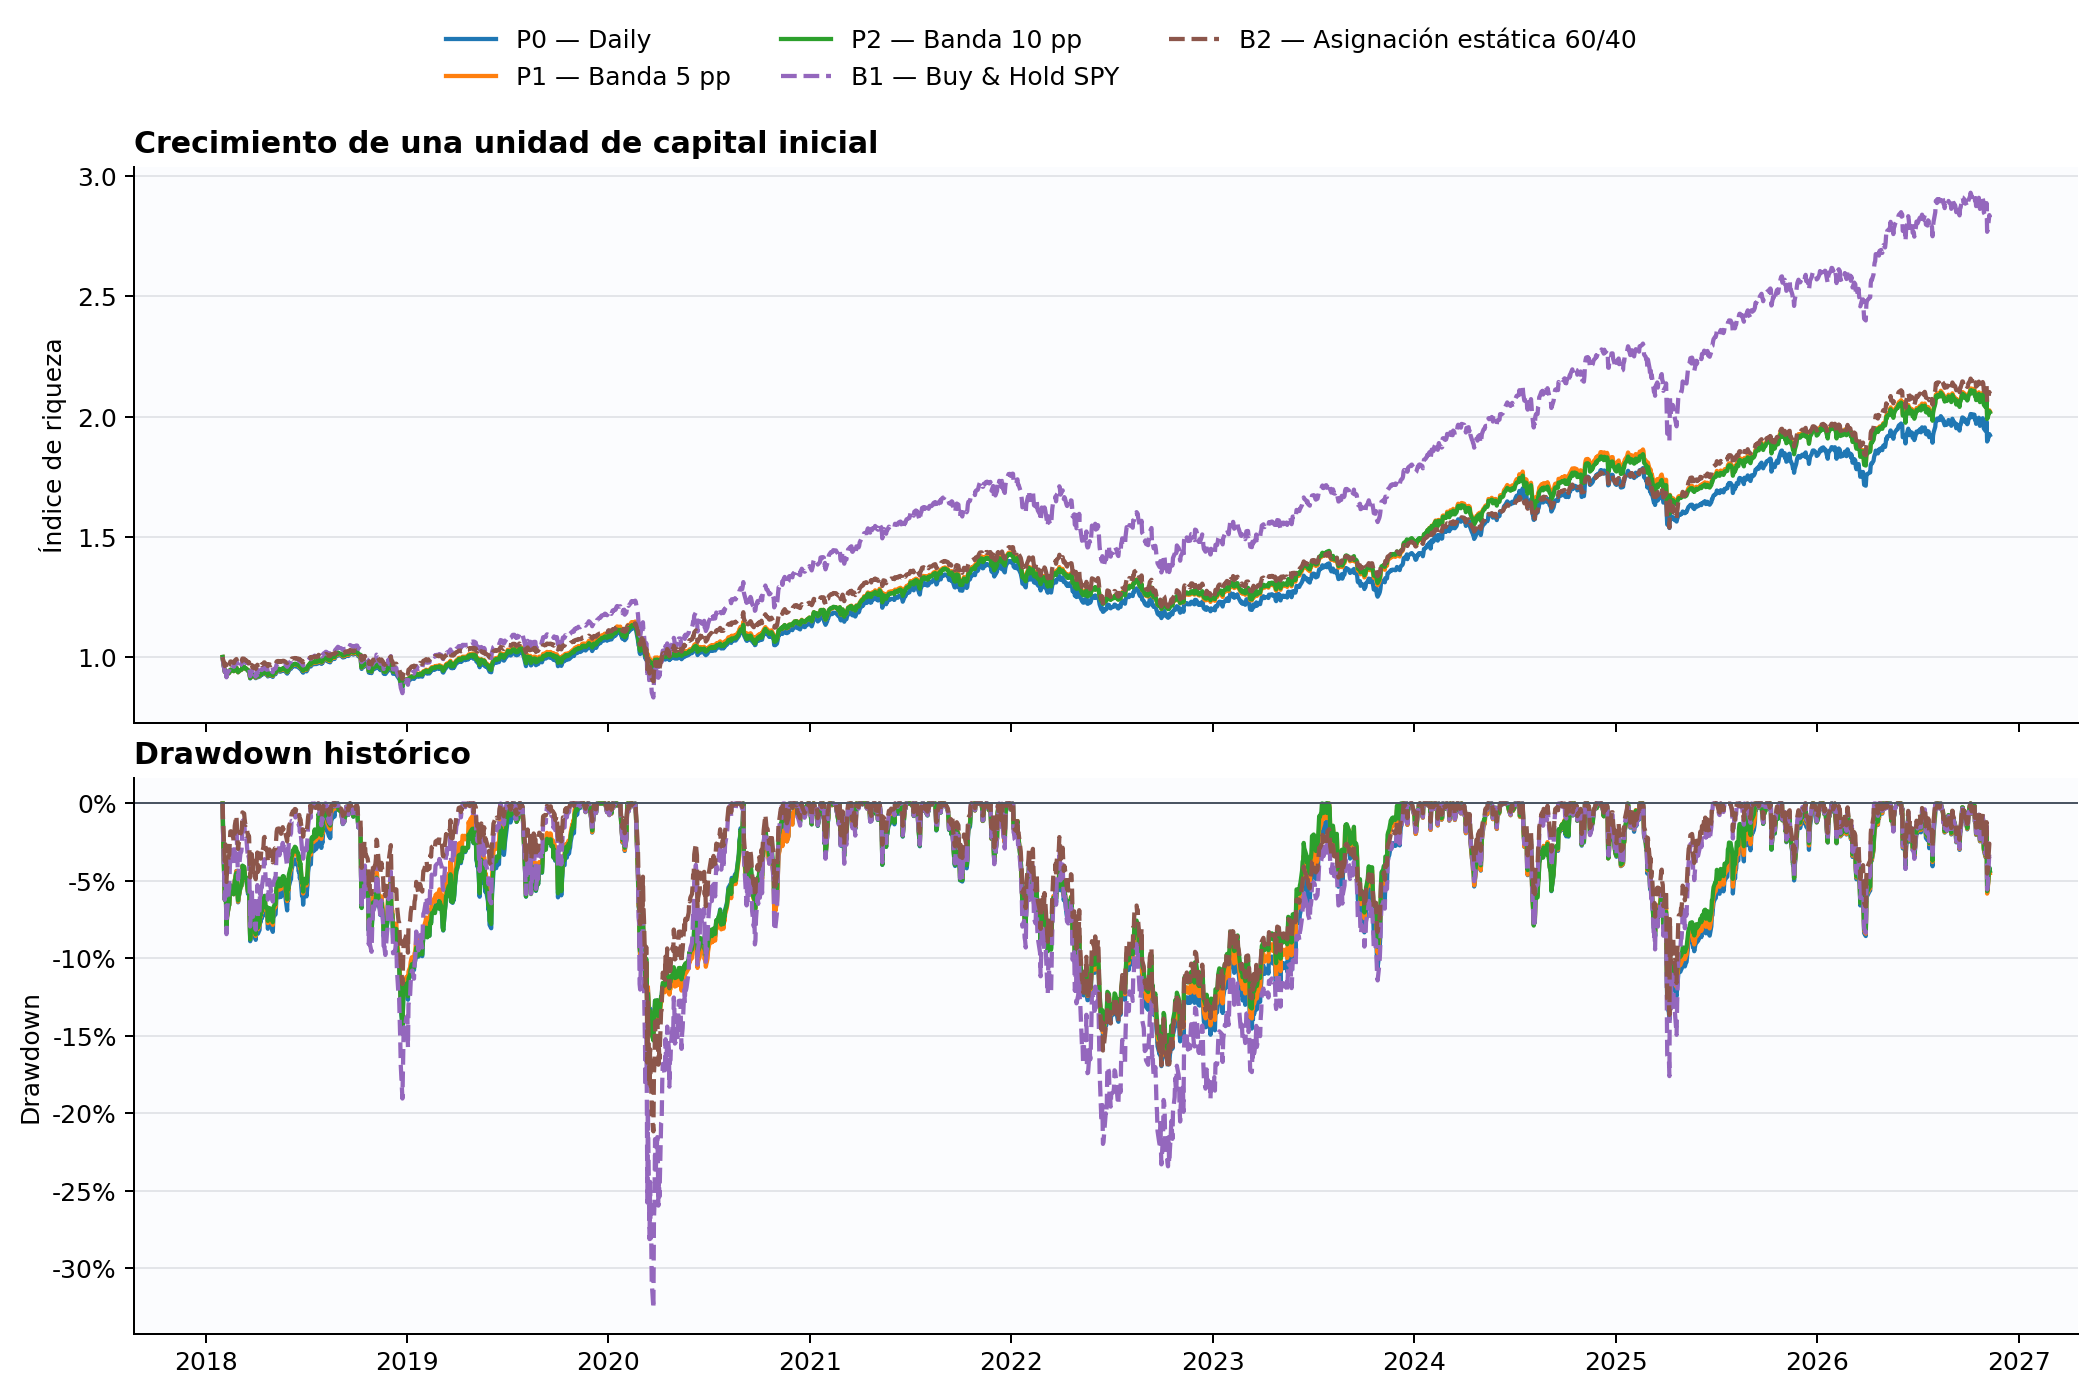 P0 — Daily
P1 — Banda 5 pp
P2 — Banda 10 pp
B1 — Buy & Hold SPY
B2 — Asignación estática 60/40
Crecimiento de una unidad de capital inicial
Índice de riqueza
3.0
2.5
2.0
1.5
1.0
Drawdown histórico
Drawdown
0%
-5%
-10%
-15%
-20%
-25%
-30%
2018 2019 2020 2021 2022 2023 2024 2025 2026 2027